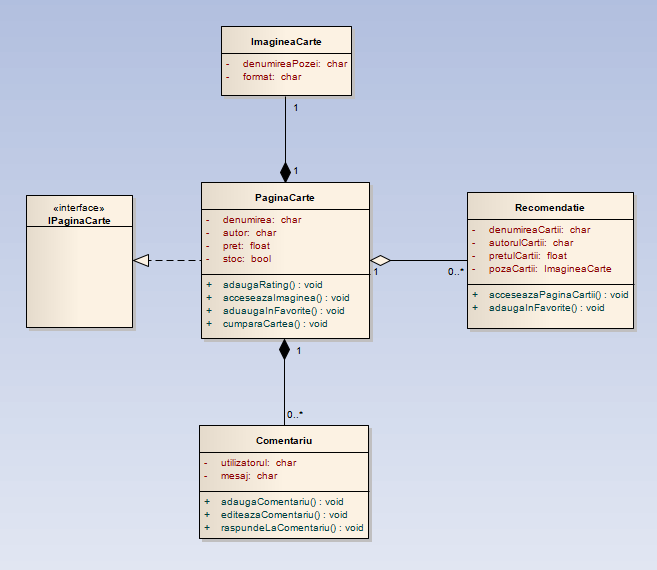 ImagineaCarte
- denumireaPozei: char
- format: char
1
1
«interface»
IPaginaCarte
PaginaCarte
- denumirea: char
- autor: char
- pret: float
- stoc: bool
+ adaugaRating() : void
+ acceseazaImaginea() : void
+ aduaugaInFavorite() : void
+ cumparaCartea() : void
1
0..*
Recomendatie
- denumireaCartii: char
- autorulCartii: char
- pretulCartii: float
- pozaCartii: ImagineaCarte
+ acceseazaPaginaCartii() : void
+ adaugaInFavorite() : void
1
0..*
Comentariu
- utilizatorul: char
- mesaj: char
+ adaugaComentariu() : void
+ editeazaComentariu() : void
+ raspundeLaComentariu() : void